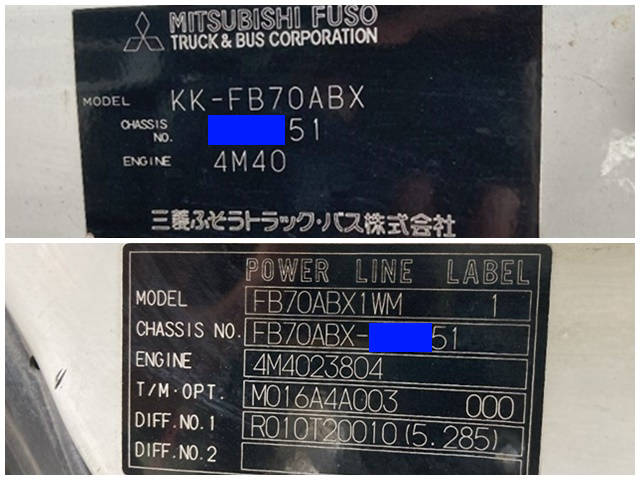 MITSUBISHI FUSO
TRUCK & BUS CORPORATION
MODEL KK-FB70ABX
CHASSIS NO. 51
ENGINE 4M40
三菱ふそうトラック・バス株式会社
POWER LINE LABEL
MODEL FB70ABX1WM 1
CHASSIS NO. FB70ABX- 51
ENGINE 4M4023804
T/M·OPT. M016A4A003 000
DIFF.NO.1 R010T20010(5.285)
DIFF.NO.2